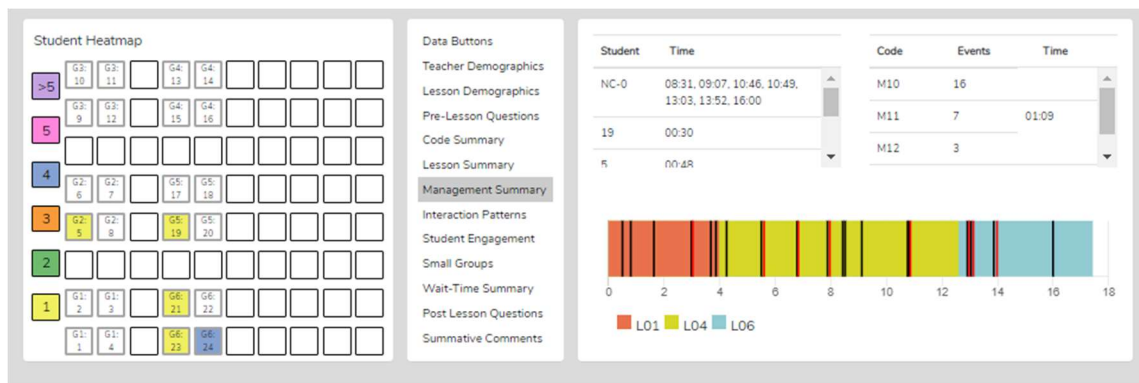 Student Heatmap
>5
5
4
3
2
1
G3: 10
G3: 11
G4: 13
G4: 14
G3: 9
G3: 12
G4: 15
G4: 16
G2: 6
G2: 7
G5: 17
G5: 18
G2: 5
G2: 8
G5: 19
G5: 20
G1: 2
G1: 3
G6: 21
G6: 22
G1: 1
G1: 4
G6: 23
G6: 24
Data Buttons
Teacher Demographics
Lesson Demographics
Pre-Lesson Questions
Code Summary
Lesson Summary
Management Summary
Interaction Patterns
Student Engagement
Small Groups
Wait-Time Summary
Post Lesson Questions
Summative Comments
Student Time
NC-0 08:31, 09:07, 10:46, 10:49,
13:03, 13:52, 16:00
19 00:30
5 00:48
Code Events Time
M10 16
M11 7 01:09
M12 3
0 2 4 6 8 10 12 14 16 18
L01 L04 L06